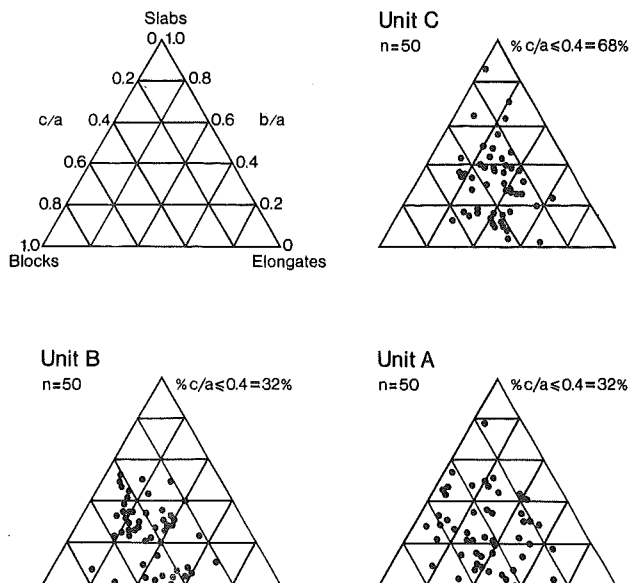 Slabs
0 1.0
0.2 0.8
c/a 0.4 0.6 b/a
0.6 0.4
0.8 0.2
1.0 0
Blocks Elongates
Unit C
n=50 % c/a ≤ 0.4 = 68%
Unit B
n=50 % c/a ≤ 0.4 = 32%
Unit A
n=50 % c/a ≤ 0.4 = 32%